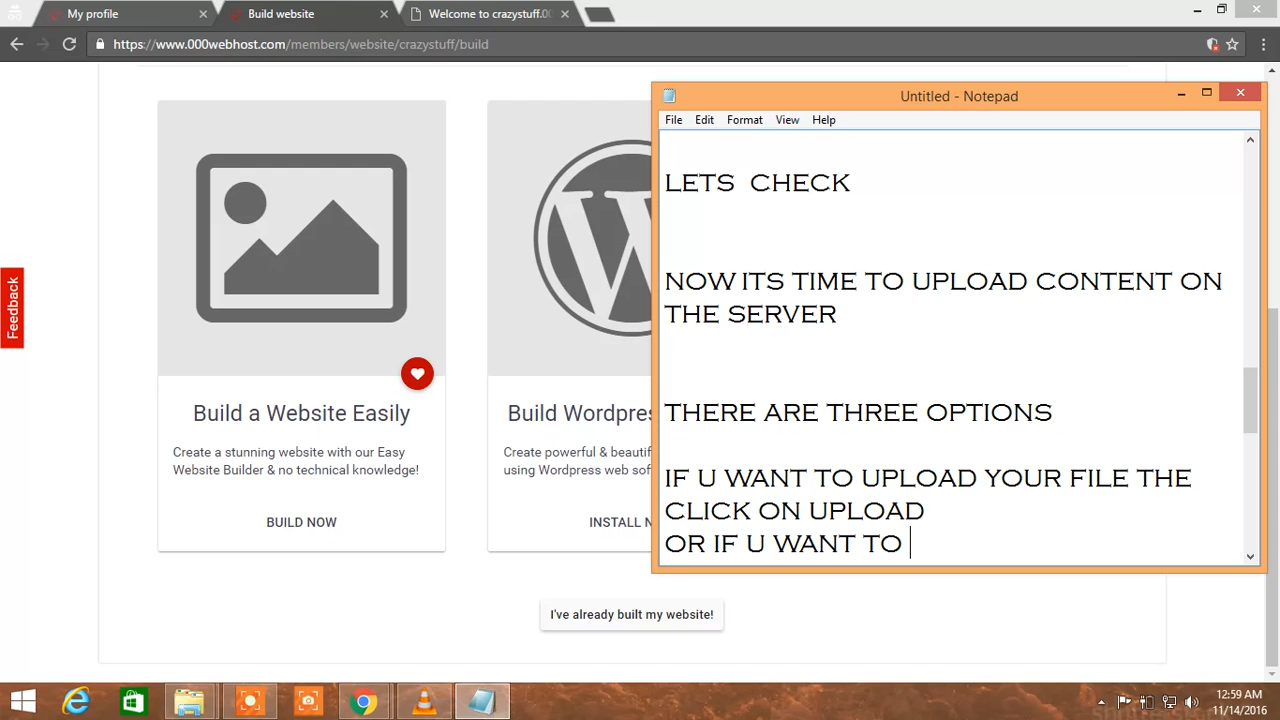 My profile
Build website
Welcome to crazystuff.00
https://www.000webhost.com/members/website/crazystuff/build
Untitled - Notepad
File Edit Format View Help
LETS CHECK
NOW ITS TIME TO UPLOAD CONTENT ON
THE SERVER
THERE ARE THREE OPTIONS
IF U WANT TO UPLOAD YOUR FILE THE
CLICK ON UPLOAD
OR IF U WANT TO
Feedback
Build a Website Easily
Create a stunning website with our Easy
Website Builder & no technical knowledge!
BUILD NOW
Build Wordpres
Create powerful & beautif
using Wordpress web sof
INSTALL N
I've already built my website!
12:59 AM
11/14/2016